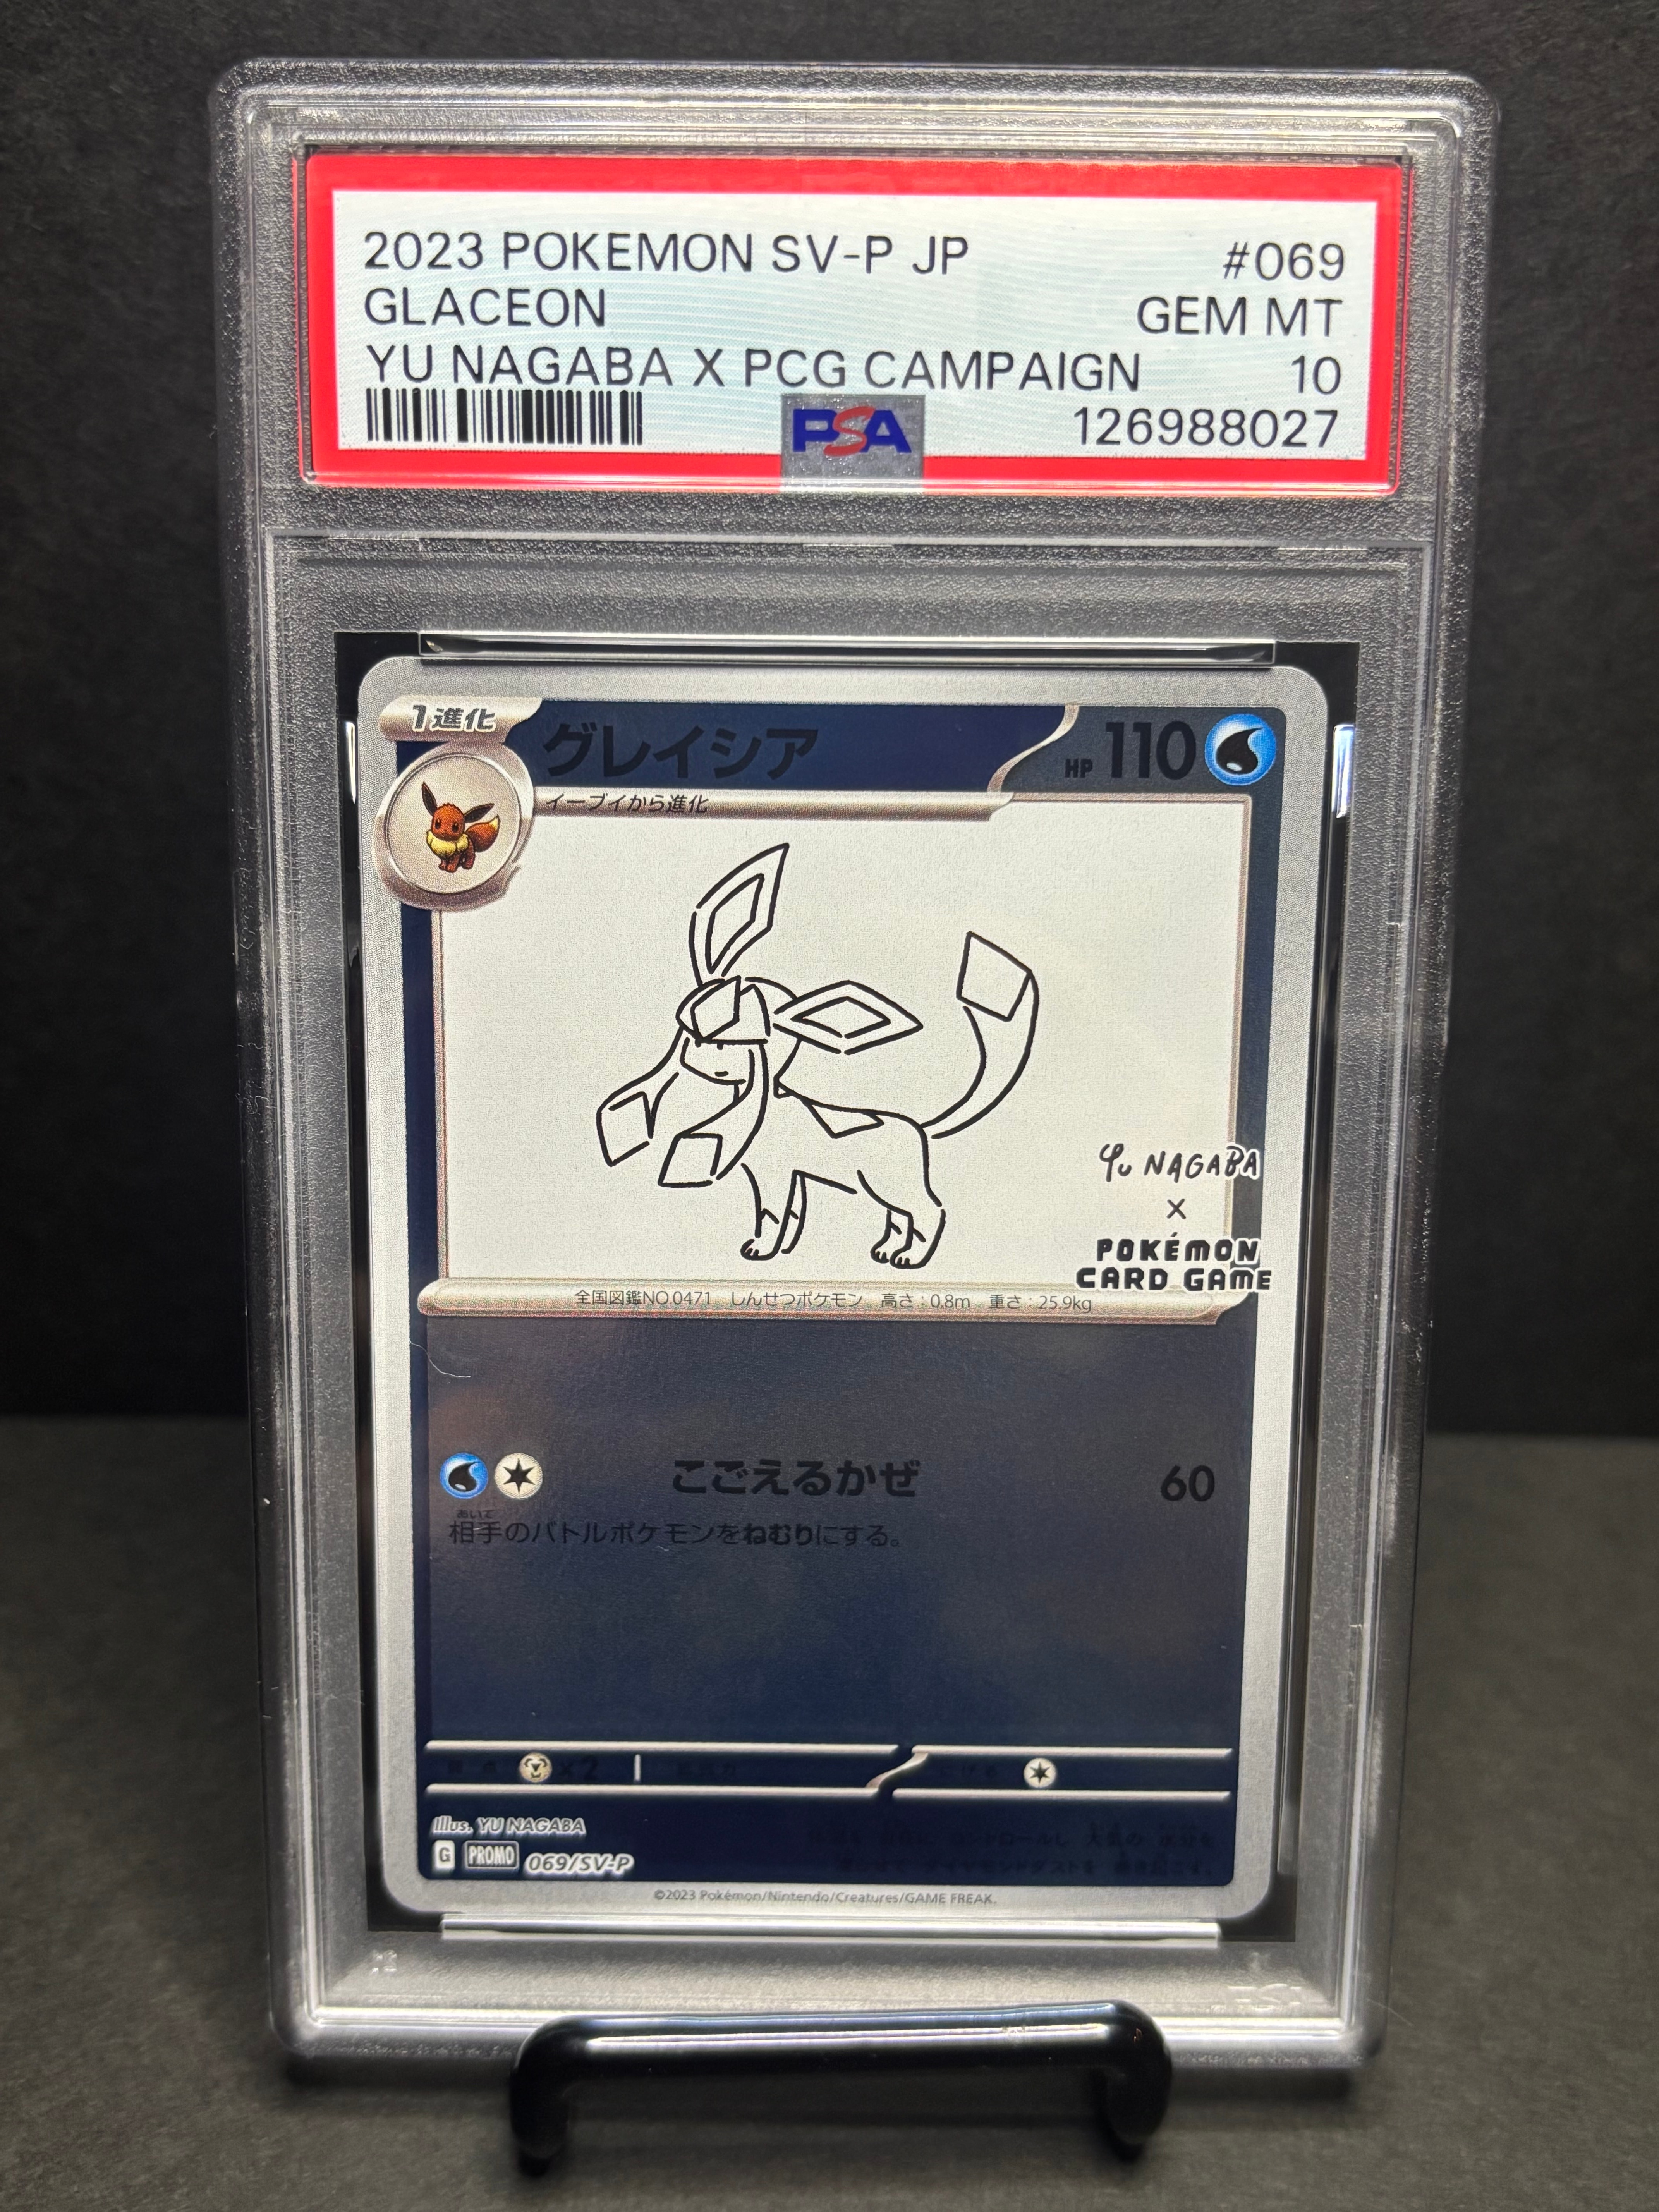 2023 POKEMON SV-P JP #069
GLACEON GEM MT
YU NAGABA X PCG CAMPAIGN 10
PSA 126988027
1進化
グレイシア HP 110
イーブイから進化
Yu NAGABA
X
POKÉMON
CARD GAME
全国図鑑NO.0471 しんせつポケモン 高さ:0.8m 重さ:25.9kg
こごえるかぜ 60
あいて
相手のバトルポケモンをねむりにする。
×2
Illus. YU NAGABA
G PROMO 069/SV-P
©2023 Pokémon/Nintendo/Creatures/GAME FREAK.